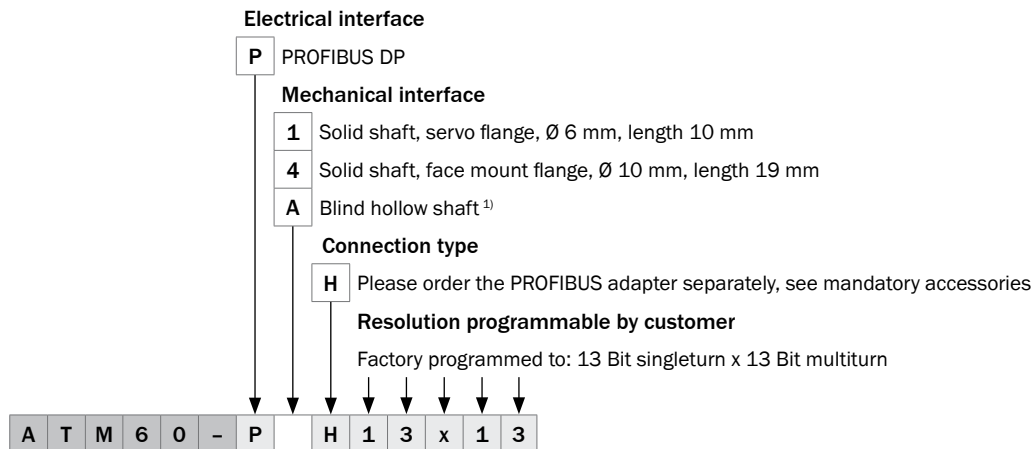 Electrical interface
P PROFIBUS DP
Mechanical interface
1 Solid shaft, servo flange, Ø 6 mm, length 10 mm
4 Solid shaft, face mount flange, Ø 10 mm, length 19 mm
A Blind hollow shaft 1)
Connection type
H Please order the PROFIBUS adapter separately, see mandatory accessories
Resolution programmable by customer
Factory programmed to: 13 Bit singleturn x 13 Bit multiturn
A T M 6 0 – P H 1 3 x 1 3